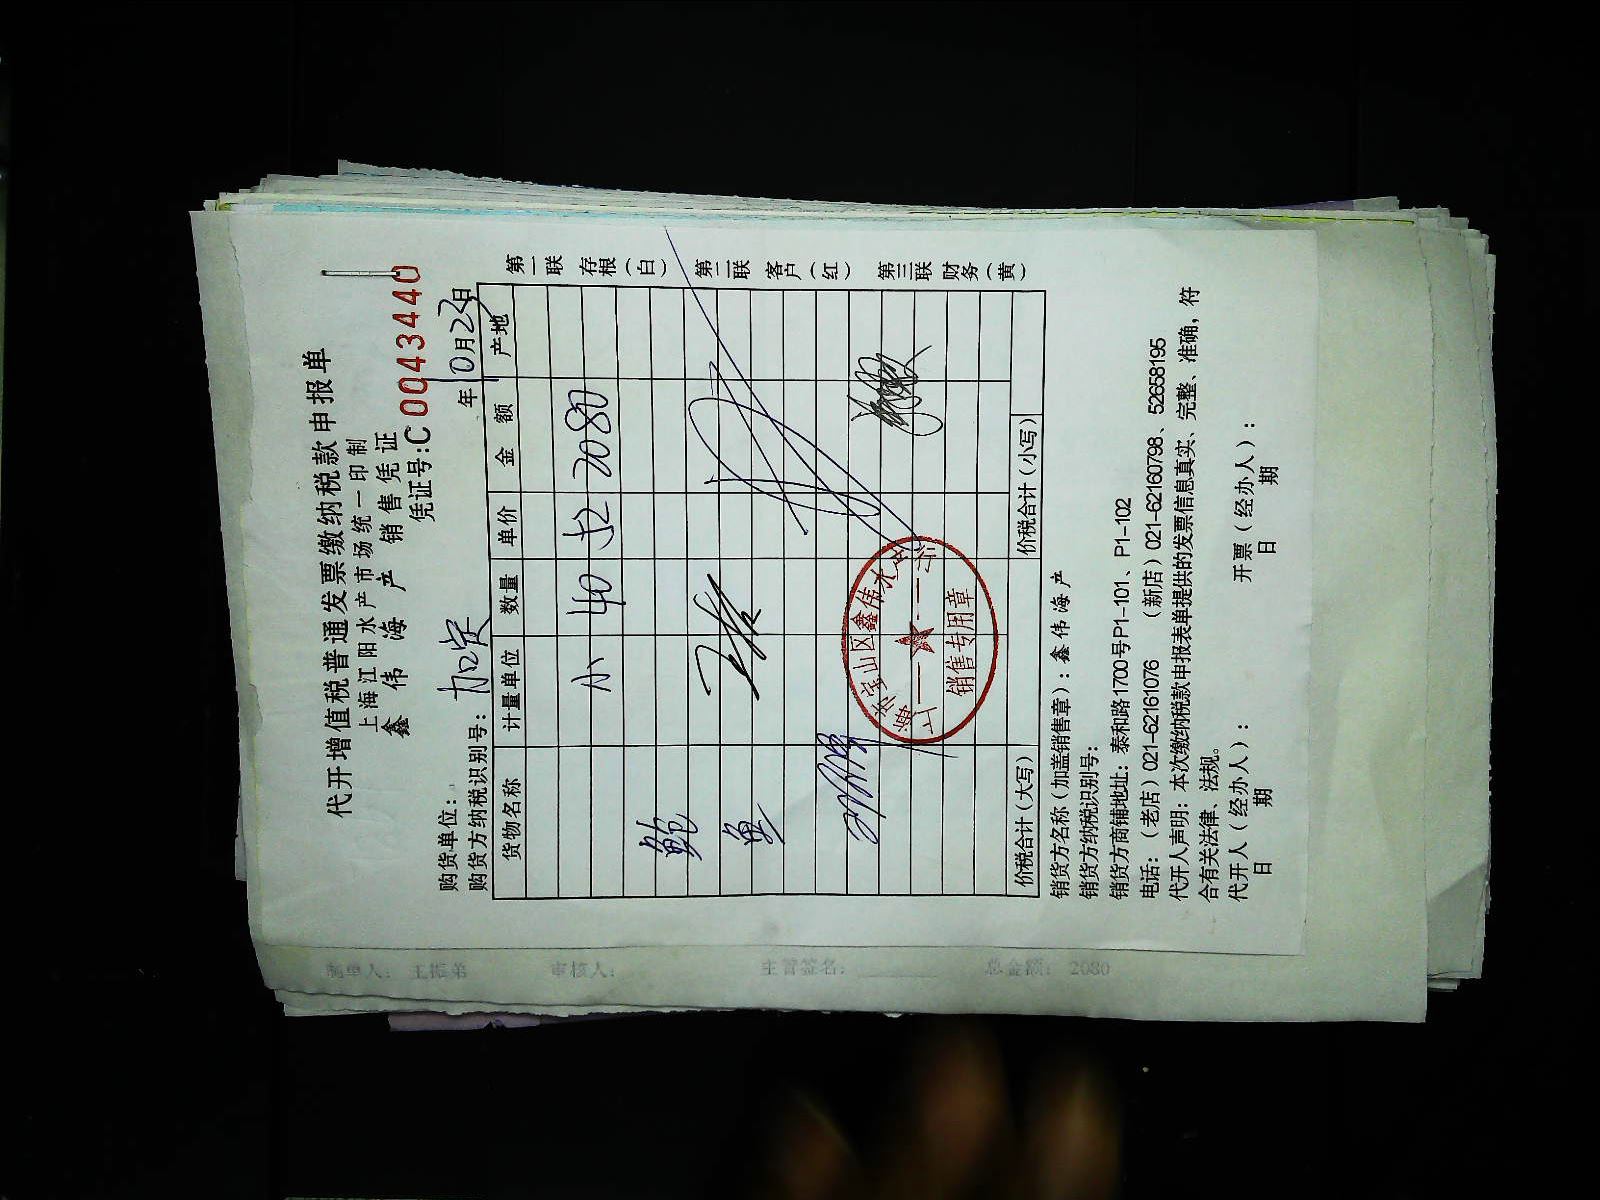 代开增值税普通发票缴纳税款申报单
上海江阳水产市场统一印制
鑫伟海产 销售凭证
凭证号:C 0043440
购货单位: 加定
年10月23日
购货方纳税识别号:
货物名称 计量单位 数量 单价 金额 产地
小 40 52 2080
鲍
鱼
价税合计(大写) 价税合计(小写)
第一联 存根(白) 第二联 客户(红) 第三联 财务(黄)
宝山区鑫伟水产
销售专用章
销货方名称(加盖销售章): 鑫伟海产
销货方纳税识别号:
销货方商铺地址: 泰和路1700号P1-101、P1-102
电话:(老店)021-62161076 (新店)021-62160798、52658195
代开人声明: 本次缴纳税款申报表单提供的发票信息真实、完整、准确,符
合有关法律、法规。
代开人(经办人): 开票(经办人):
日期 日期
制单人: 王振弟 审核人: 主管签名: 总金额: 2080